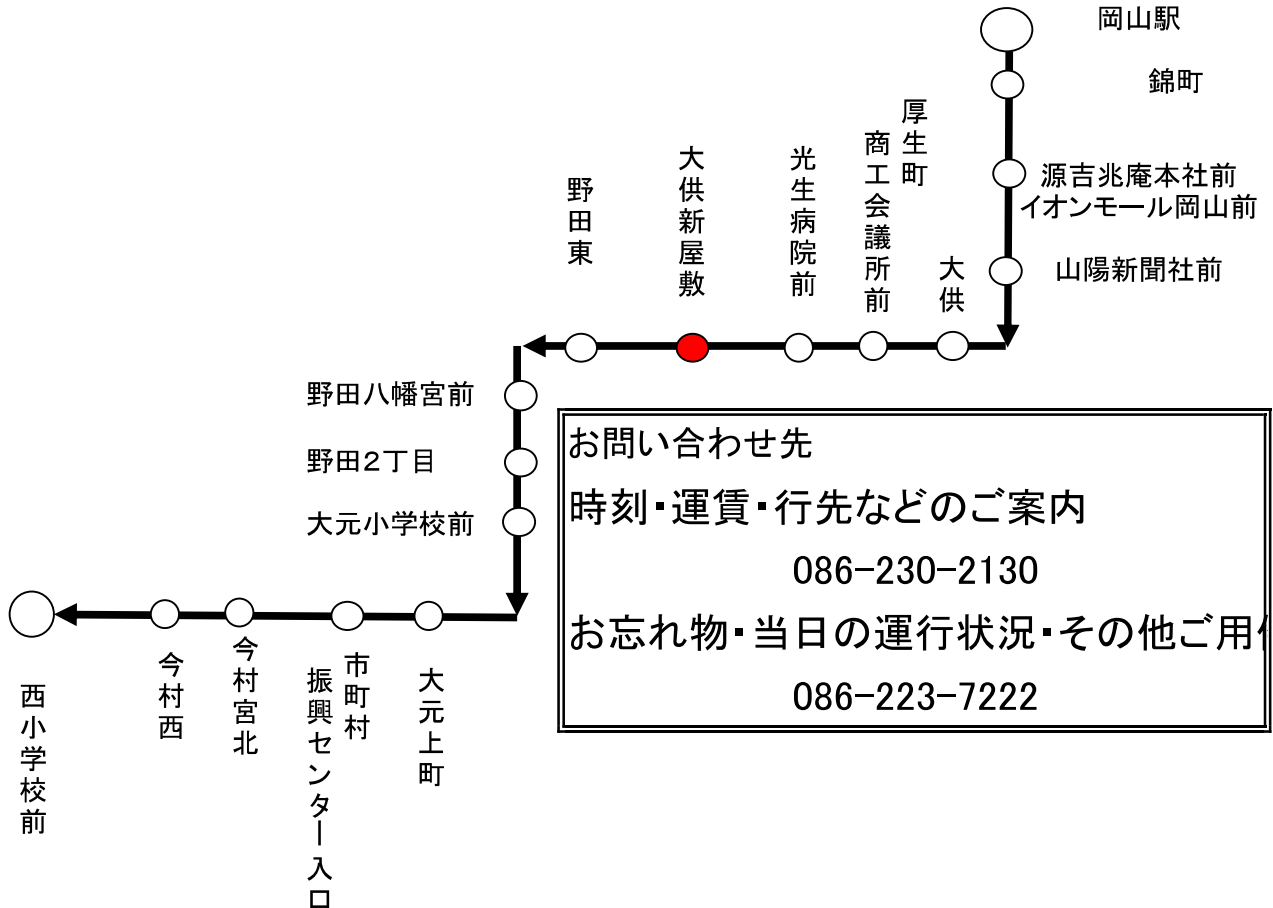 岡山駅
錦町
源吉兆庵本社前
イオンモール岡山前
山陽新聞社前
大供
厚生町
商工会議所前
光生病院前
大供新屋敷
野田東
野田八幡宮前
野田2丁目
大元小学校前
大元上町
市町村
振興センター入口
今村宮北
今村西
西小学校前
お問い合わせ先
時刻・運賃・行先などのご案内
086-230-2130
お忘れ物・当日の運行状況・その他ご用
086-223-7222